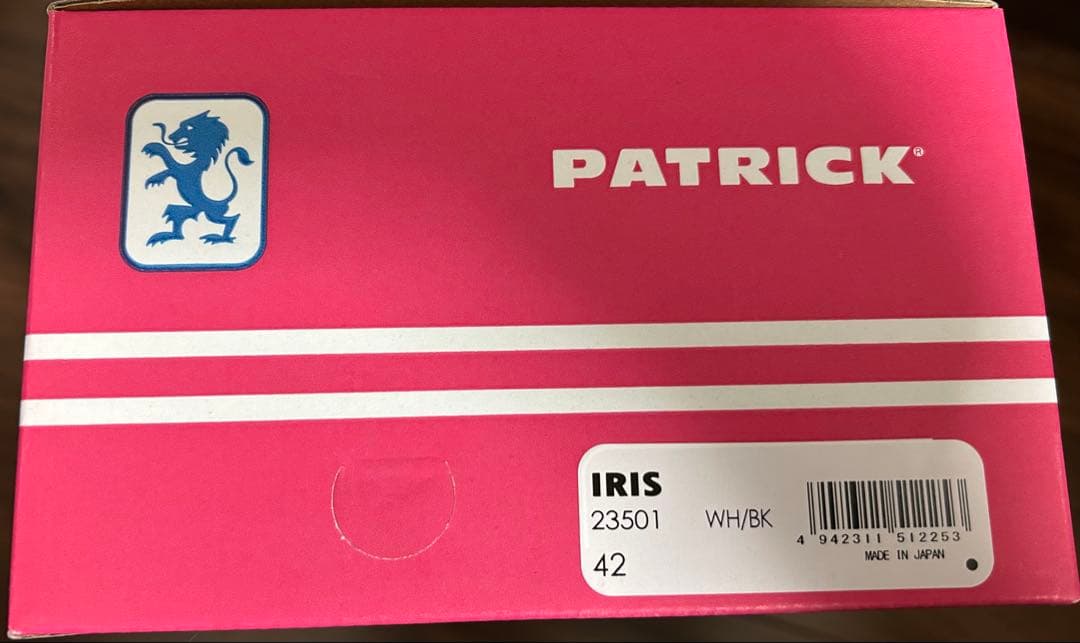 PATRICK®
IRIS
23501 WH/BK
4 942311 512253
MADE IN JAPAN
42